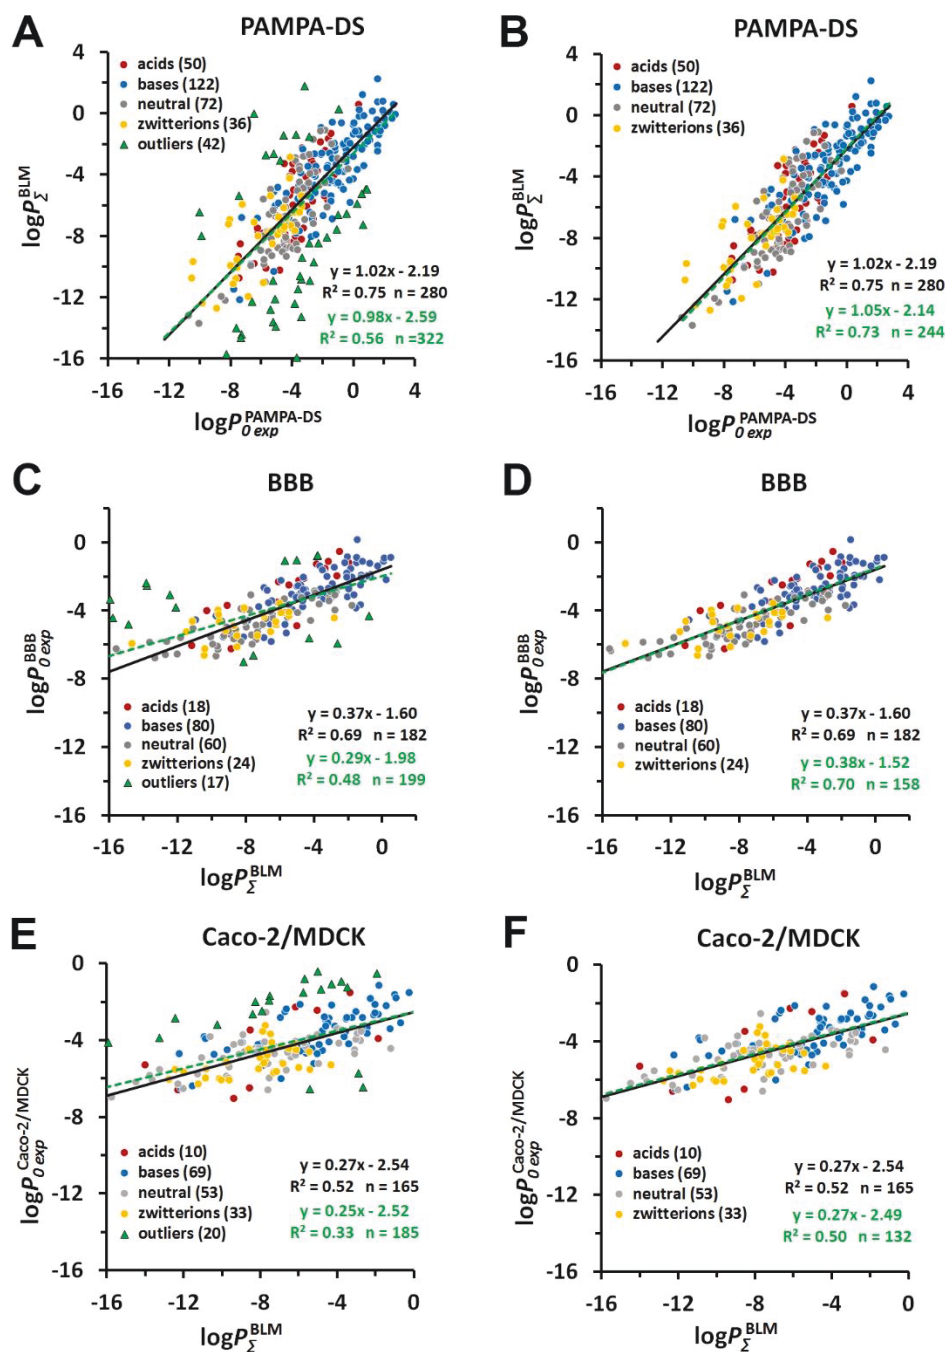 A
PAMPA-DS
4
0
-4
-8
-12
-16
logP_Σ^BLM
acids (50)
bases (122)
neutral (72)
zwitterions (36)
outliers (42)
y = 1.02x - 2.19
R² = 0.75 n = 280
y = 0.98x - 2.59
R² = 0.56 n =322
-16 -12 -8 -4 0 4
logP_0 exp^PAMPA-DS
B
PAMPA-DS
4
0
-4
-8
-12
-16
logP_Σ^BLM
acids (50)
bases (122)
neutral (72)
zwitterions (36)
y = 1.02x - 2.19
R² = 0.75 n = 280
y = 1.05x - 2.14
R² = 0.73 n = 244
-16 -12 -8 -4 0 4
logP_0 exp^PAMPA-DS
C
BBB
0
-4
-8
-12
-16
logP_0 exp^BBB
acids (18)
bases (80)
neutral (60)
zwitterions (24)
outliers (17)
y = 0.37x - 1.60
R² = 0.69 n = 182
y = 0.29x - 1.98
R² = 0.48 n = 199
-16 -12 -8 -4 0
logP_Σ^BLM
D
BBB
0
-4
-8
-12
-16
logP_0 exp^BBB
acids (18)
bases (80)
neutral (60)
zwitterions (24)
y = 0.37x - 1.60
R² = 0.69 n = 182
y = 0.38x - 1.52
R² = 0.70 n = 158
-16 -12 -8 -4 0
logP_Σ^BLM
E
Caco-2/MDCK
0
-4
-8
-12
-16
logP_0 exp^Caco-2/MDCK
acids (10)
bases (69)
neutral (53)
zwitterions (33)
outliers (20)
y = 0.27x - 2.54
R² = 0.52 n = 165
y = 0.25x - 2.52
R² = 0.33 n = 185
-16 -12 -8 -4 0
logP_Σ^BLM
F
Caco-2/MDCK
0
-4
-8
-12
-16
logP_0 exp^Caco-2/MDCK
acids (10)
bases (69)
neutral (53)
zwitterions (33)
y = 0.27x - 2.54
R² = 0.52 n = 165
y = 0.27x - 2.49
R² = 0.50 n = 132
-16 -12 -8 -4 0
logP_Σ^BLM